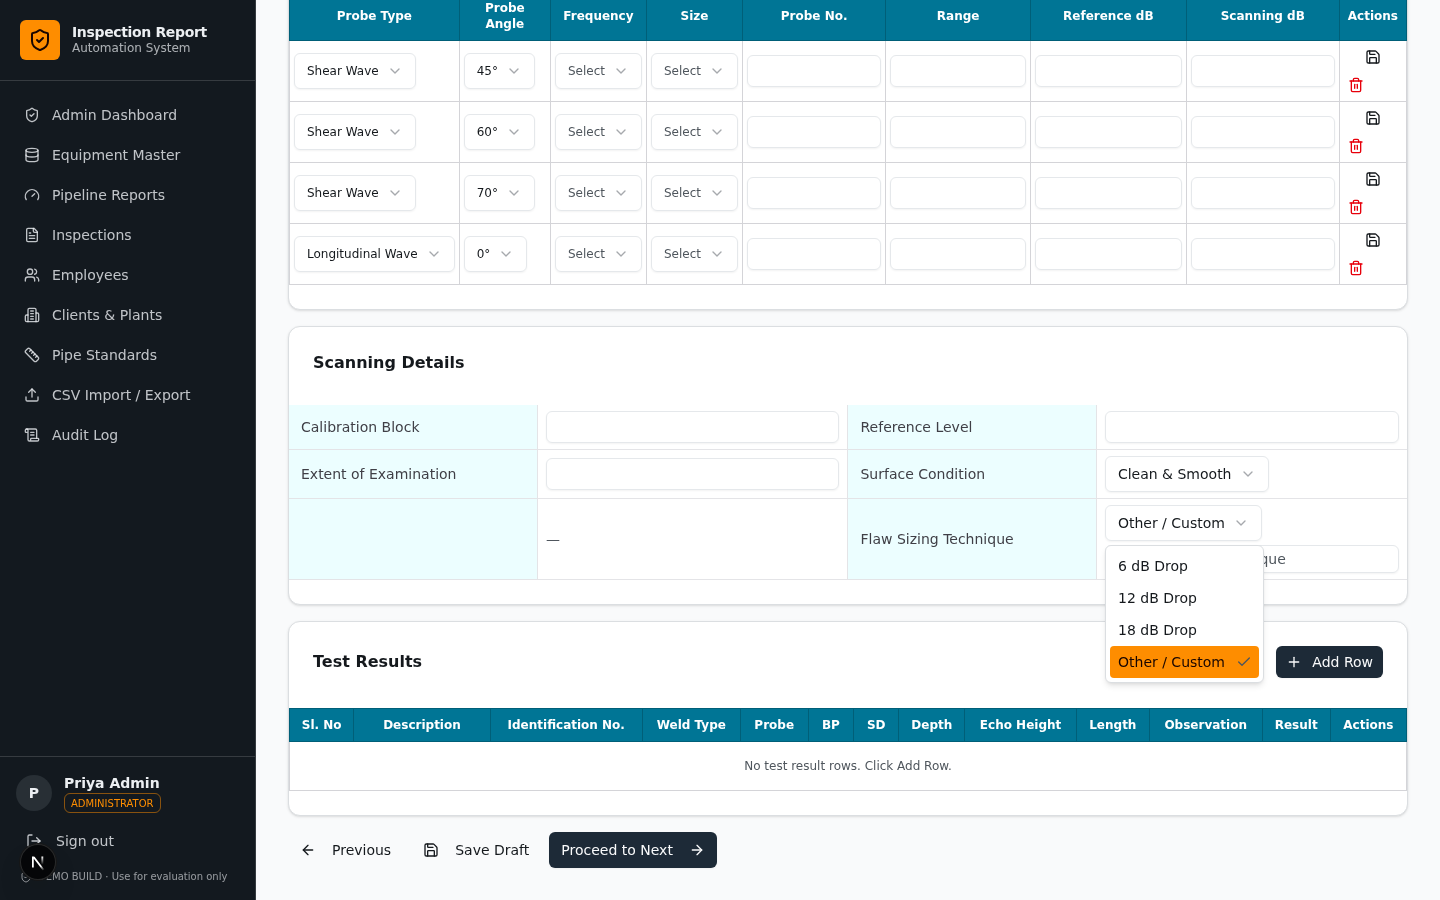 Inspection Report
Automation System
Admin Dashboard
Equipment Master
Pipeline Reports
Inspections
Employees
Clients & Plants
Pipe Standards
CSV Import / Export
Audit Log
P
Priya Admin
ADMINISTRATOR
Sign out
N
EMO BUILD · Use for evaluation only
Probe Type Probe Angle Frequency Size Probe No. Range Reference dB Scanning dB Actions
Shear Wave 45° Select Select
Shear Wave 60° Select Select
Shear Wave 70° Select Select
Longitudinal Wave 0° Select Select
Scanning Details
Calibration Block Reference Level
Extent of Examination Surface Condition Clean & Smooth
— Flaw Sizing Technique Other / Custom
que
6 dB Drop
12 dB Drop
18 dB Drop
Other / Custom
Test Results
Add Row
Sl. No Description Identification No. Weld Type Probe BP SD Depth Echo Height Length Observation Result Actions
No test result rows. Click Add Row.
Previous Save Draft Proceed to Next